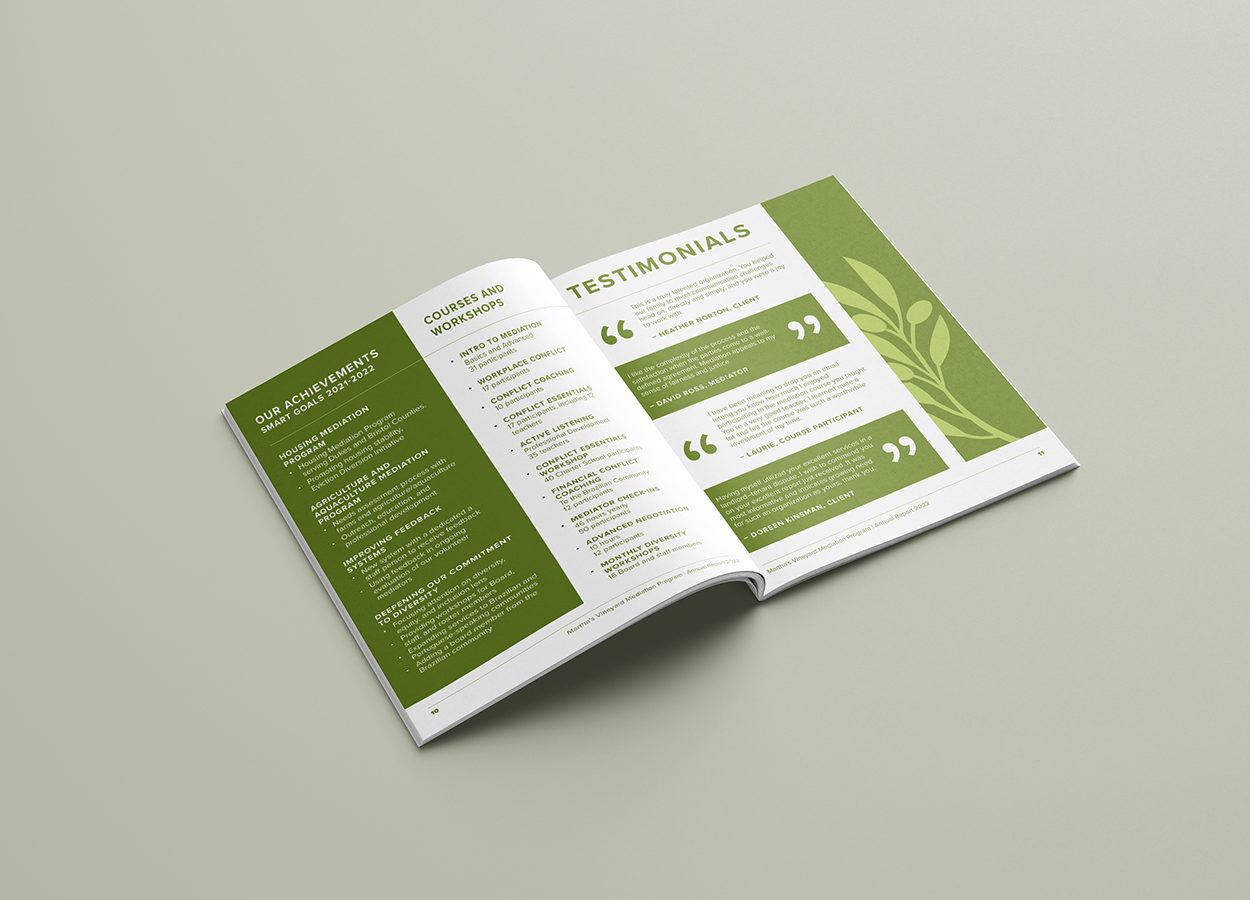 OUR ACHIEVEMENTS
SMART GOALS 2021-2022
HOUSING MEDIATION
PROGRAM
• Housing Mediation Program
serving Dukes and Bristol Counties.
• Promoting housing stability.
• Eviction Diversion Initiative
AGRICULTURE AND
AQUACULTURE MEDIATION
PROGRAM
• Needs assessment process with
farms and agriculture/aquaculture
• Outreach, education, and
professional development
IMPROVING FEEDBACK
SYSTEMS
• New system with a dedicated a
staff person to receive feedback
• Using feedback in ongoing
evaluation of our volunteer
mediators
DEEPENING OUR COMMITMENT
TO DIVERSITY
• Focusing attention on diversity,
equity, and inclusion lens
• Providing workshops for Board,
staff, and roster members
• Expanding services to Brazilian and
Portuguese-speaking communities
• Adding a board member from the
Brazilian community
COURSES AND
WORKSHOPS
• INTRO TO MEDIATION
Basics and Advanced
31 participants
• WORKPLACE CONFLICT
17 participants
• CONFLICT COACHING
10 participants
• CONFLICT ESSENTIALS
17 participants, including 12
teachers
• ACTIVE LISTENING
Professional Development
35 teachers
• CONFLICT ESSENTIALS
WORKSHOP
40 Charter School participants
• FINANCIAL CONFLICT
COACHING
To the Brazilian Community
12 participants
• MEDIATOR CHECK-INS
46 hours yearly
50 participants
• ADVANCED NEGOTIATION
10 hours
12 participants
• MONTHLY DIVERSITY
WORKSHOPS
16 Board and staff members
Martha's Vineyard Mediation Program | Annual Report 2022
10
TESTIMONIALS
“
This is a truly talented organization. You helped
our family to meet communication challenges
head on, directly and simply, and you were a joy
to work with.
– HEATHER NORTON, CLIENT
I like the complexity of the process and the
satisfaction when the parties come to a well-
defined agreement. Mediation appeals to my
sense of fairness and justice.
– DAVID ROSS, MEDIATOR
”
“
I have been meaning to drop you an email
letting you know how much I enjoyed
participating in the mediation course you taught.
You're a very good teacher. I learned quite a
lot and felt the course was such a worthwhile
investment of my time.
– LAURIE, COURSE PARTICIPANT
Having myself utilized your excellent services in a
landlord–tenant dispute, I wish to commend you
on your excellent report just received. It was
most informative and indicates growing need
for such an organization as yours, thank you.
– DOREEN KINSMAN, CLIENT
”
Martha's Vineyard Mediation Program | Annual Report 2022
11